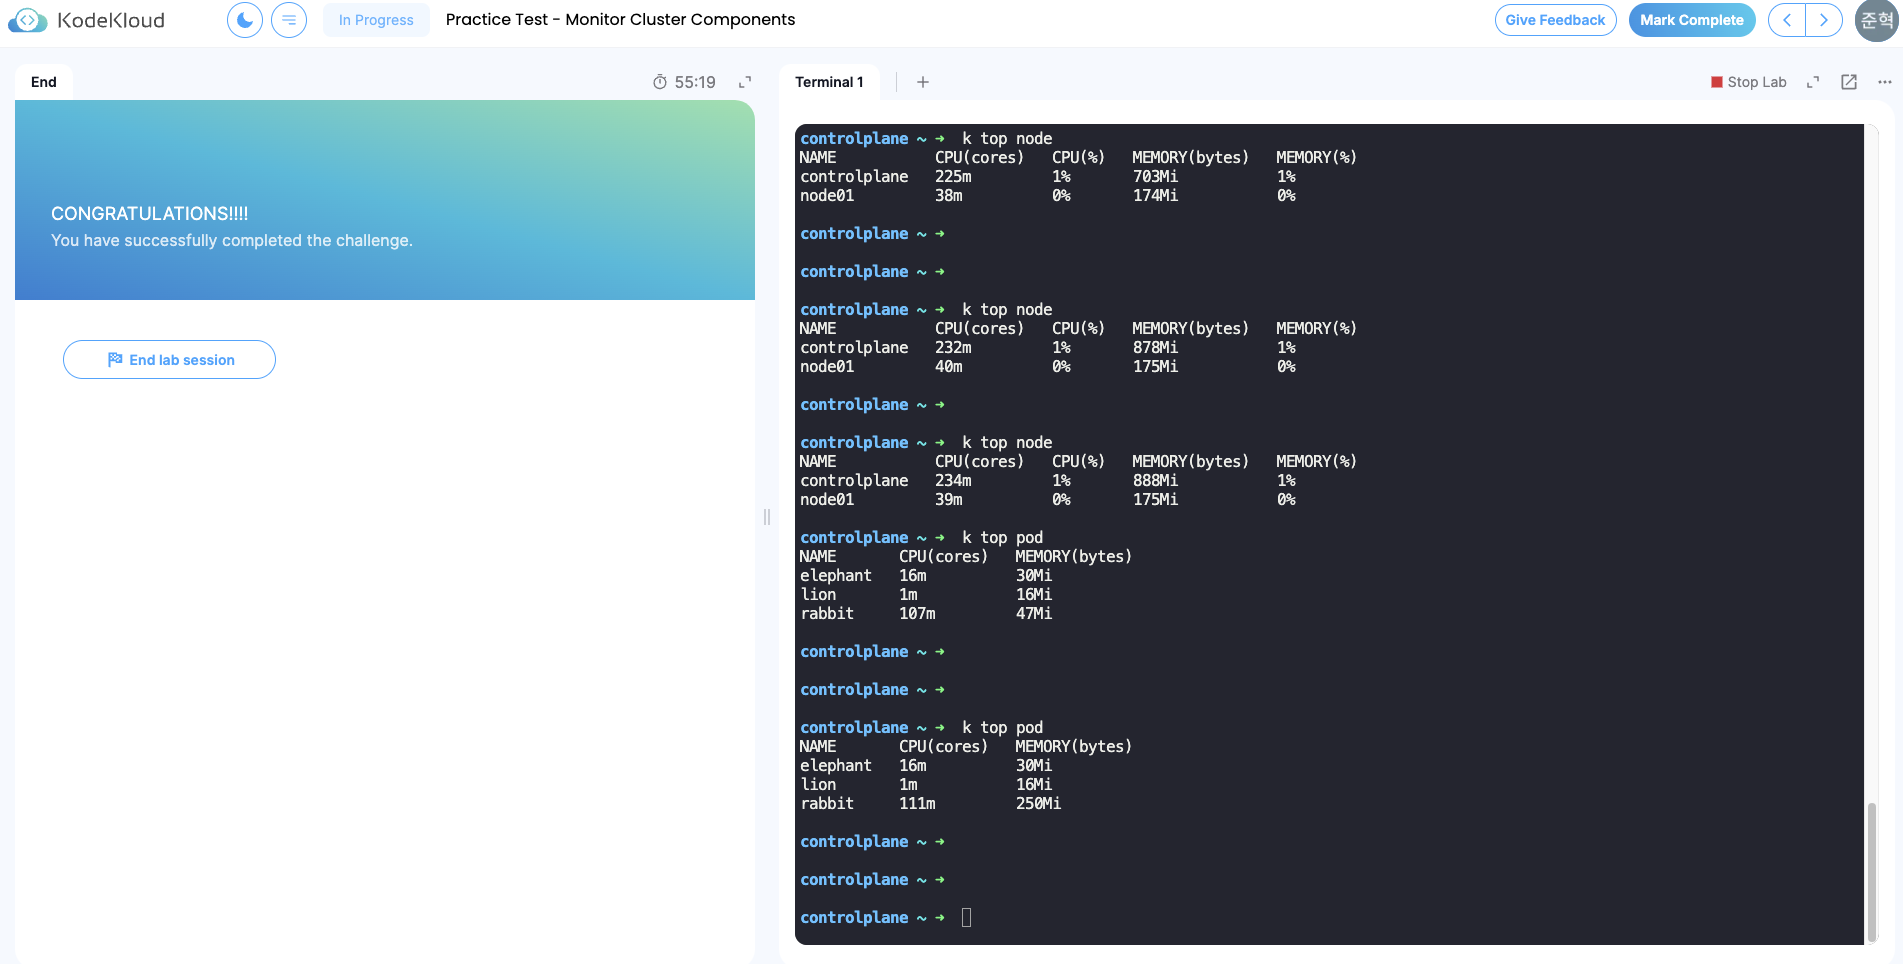 KodeKloud
In Progress
Practice Test - Monitor Cluster Components
Give Feedback
Mark Complete
준혁
End
55:19
Terminal 1
Stop Lab
CONGRATULATIONS!!!!
You have successfully completed the challenge.
End lab session
controlplane ~ ➜  k top node
NAME           CPU(cores)   CPU(%)   MEMORY(bytes)   MEMORY(%)
controlplane   225m         1%       703Mi           1%
node01         38m          0%       174Mi           0%
controlplane ~ ➜
controlplane ~ ➜
controlplane ~ ➜  k top node
NAME           CPU(cores)   CPU(%)   MEMORY(bytes)   MEMORY(%)
controlplane   232m         1%       878Mi           1%
node01         40m          0%       175Mi           0%
controlplane ~ ➜
controlplane ~ ➜  k top node
NAME           CPU(cores)   CPU(%)   MEMORY(bytes)   MEMORY(%)
controlplane   234m         1%       888Mi           1%
node01         39m          0%       175Mi           0%
controlplane ~ ➜  k top pod
NAME       CPU(cores)   MEMORY(bytes)
elephant   16m          30Mi
lion       1m           16Mi
rabbit     107m         47Mi
controlplane ~ ➜
controlplane ~ ➜
controlplane ~ ➜  k top pod
NAME       CPU(cores)   MEMORY(bytes)
elephant   16m          30Mi
lion       1m           16Mi
rabbit     111m         250Mi
controlplane ~ ➜
controlplane ~ ➜
controlplane ~ ➜